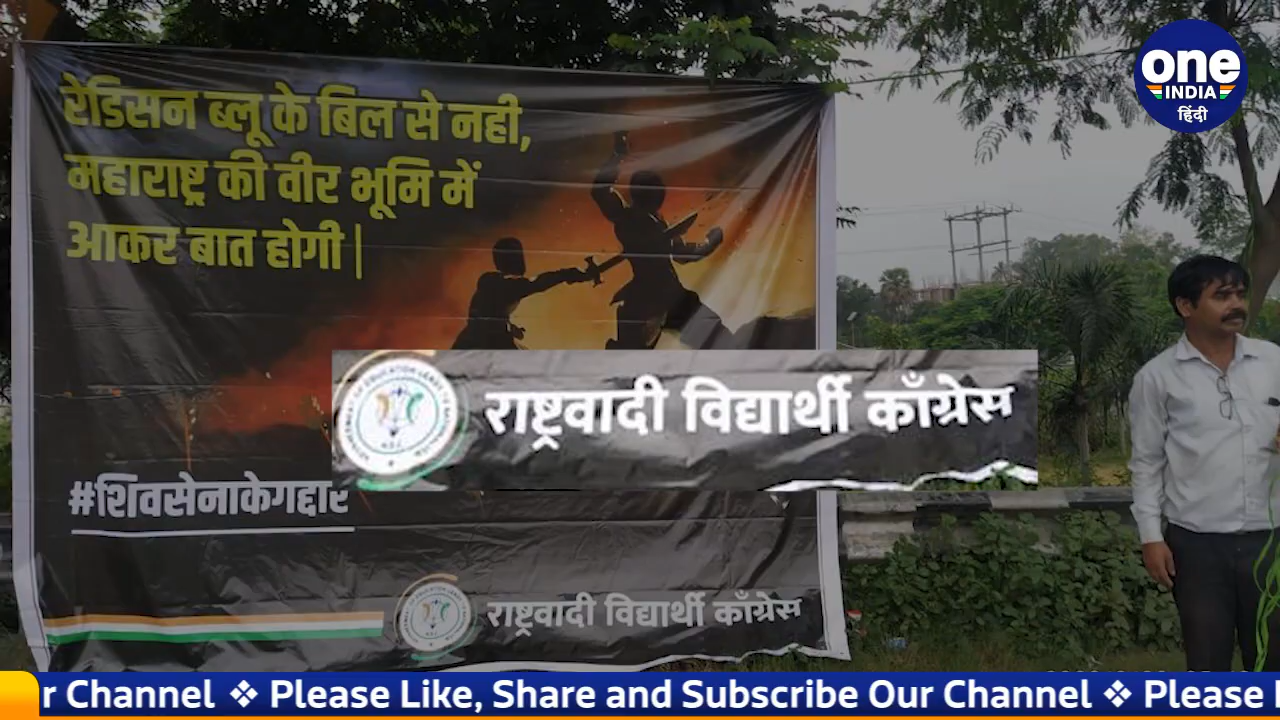 one
INDIA
हिंदी
रेडिसन ब्लू के बिल से नही,
महाराष्ट्र की वीर भूमि में
आकर बात होगी |
राष्ट्रवादी विद्यार्थी काँग्रेस
#शिवसेनाकेगद्दार
राष्ट्रवादी विद्यार्थी काँग्रेस
r Channel ❖ Please Like, Share and Subscribe Our Channel ❖ Please